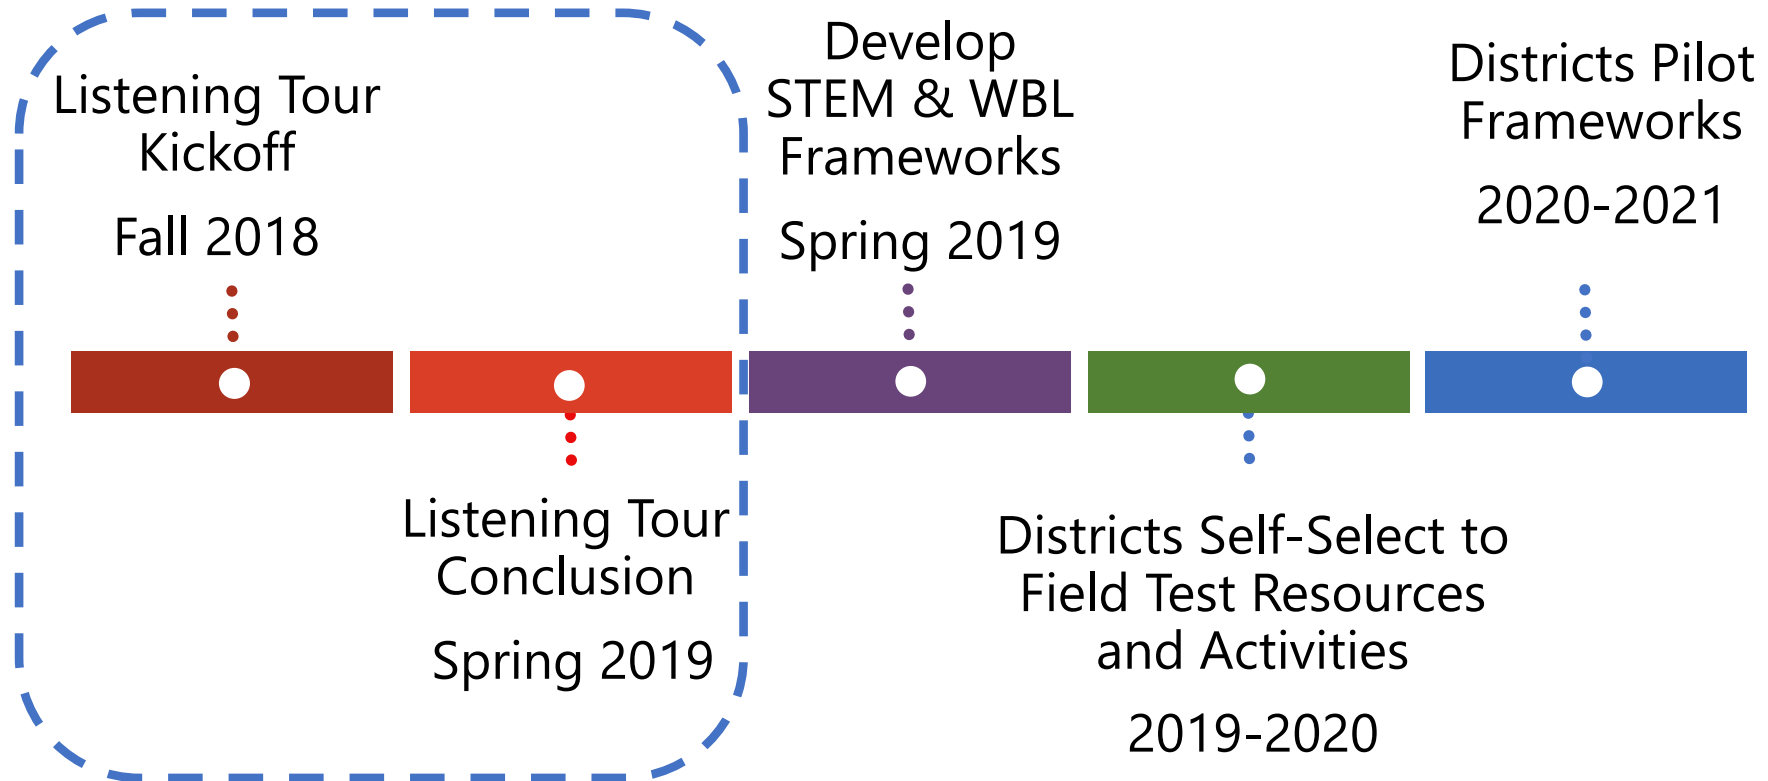 Listening Tour
Kickoff
Fall 2018
Listening Tour
Conclusion
Spring 2019
Develop
STEM & WBL
Frameworks
Spring 2019
Districts Self-Select to
Field Test Resources
and Activities
2019-2020
Districts Pilot
Frameworks
2020-2021